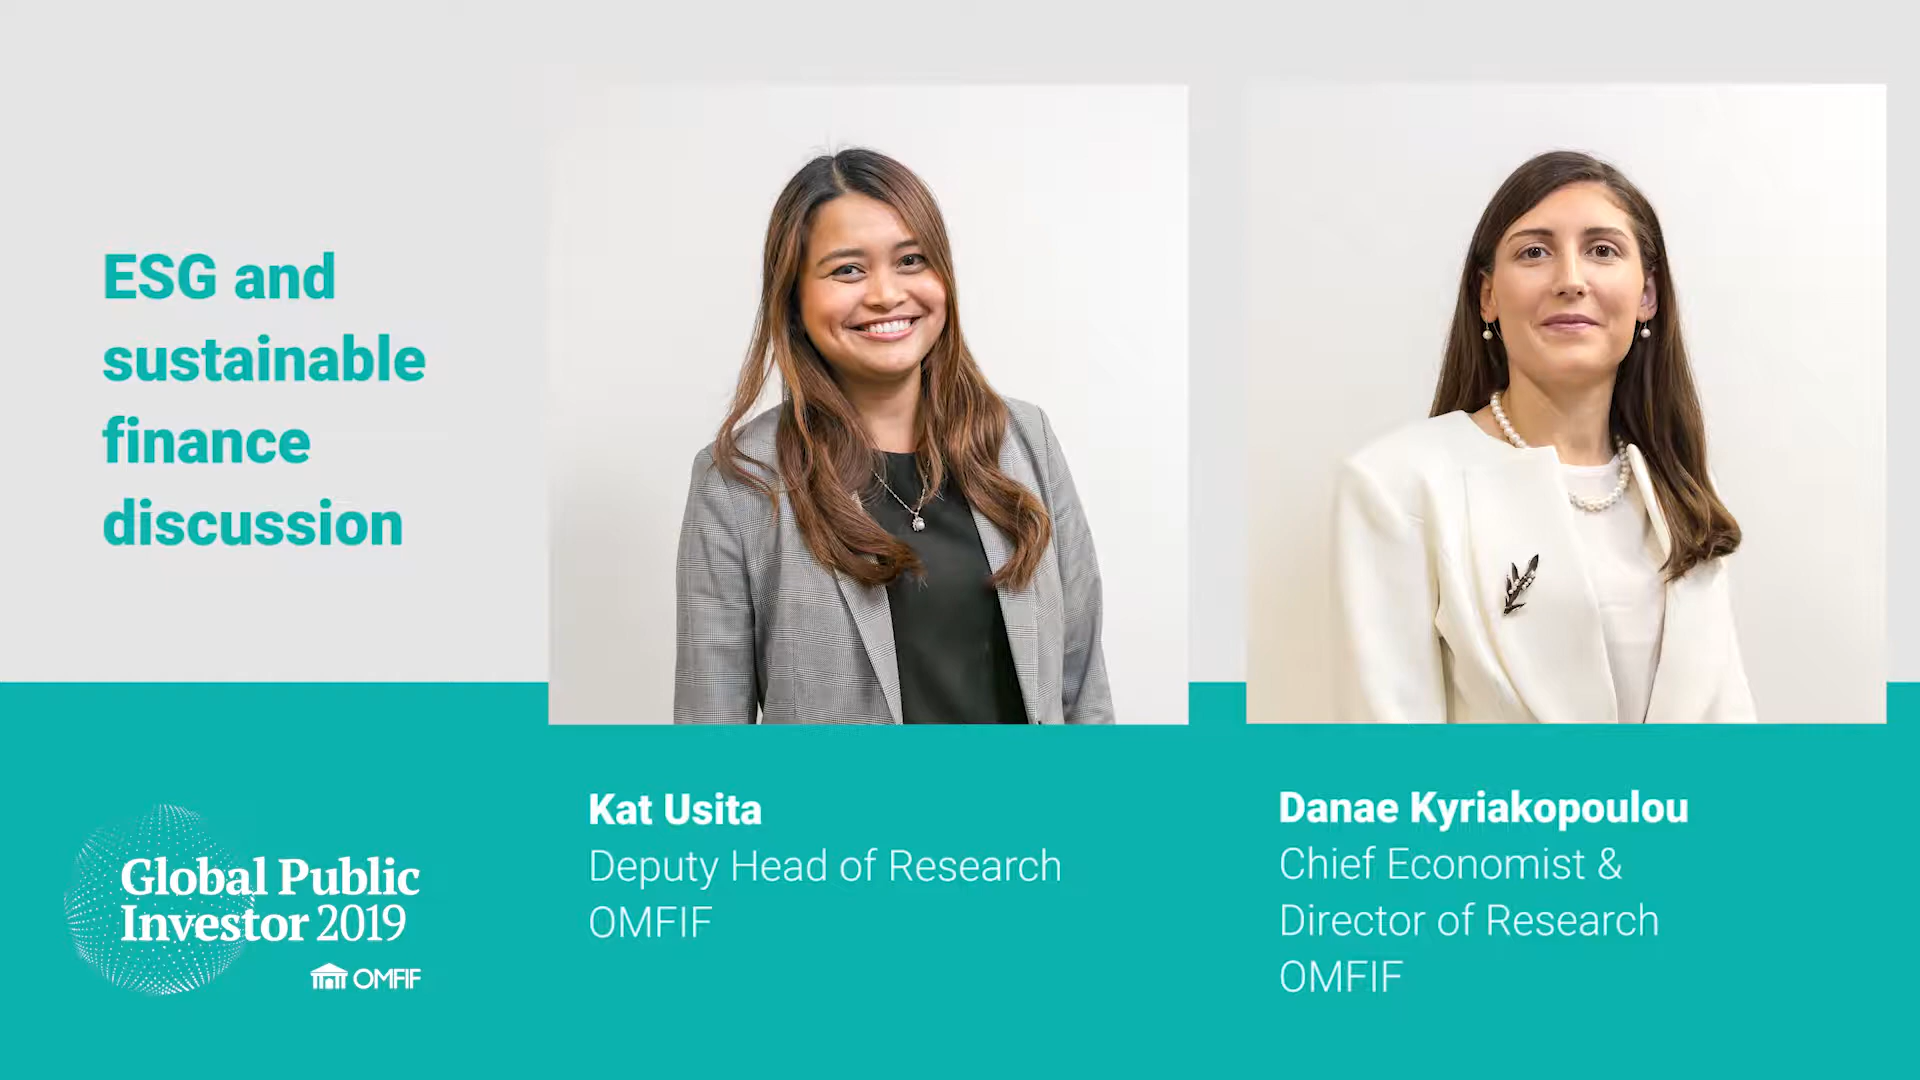 ESG and
sustainable
finance
discussion
Kat Usita
Deputy Head of Research
OMFIF
Danae Kyriakopoulou
Chief Economist &
Director of Research
OMFIF
Global Public
Investor 2019
OMFIF